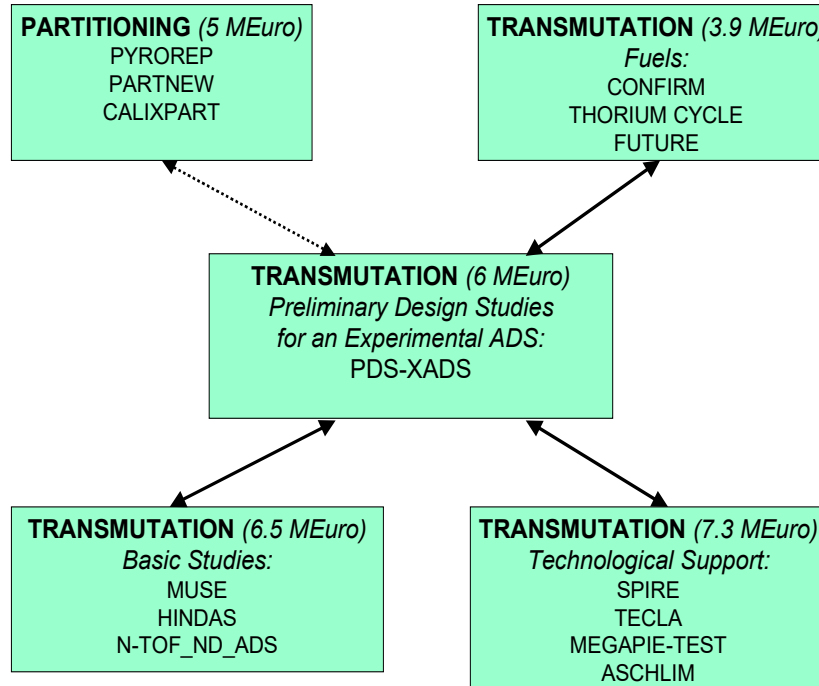 PARTITIONING (5 MEuro)
PYROREP
PARTNEW
CALIXPART
TRANSMUTATION (3.9 MEuro)
Fuels:
CONFIRM
THORIUM CYCLE
FUTURE
TRANSMUTATION (6 MEuro)
Preliminary Design Studies
for an Experimental ADS:
PDS-XADS
TRANSMUTATION (6.5 MEuro)
Basic Studies:
MUSE
HINDAS
N-TOF_ND_ADS
TRANSMUTATION (7.3 MEuro)
Technological Support:
SPIRE
TECLA
MEGAPIE-TEST
ASCHLIM